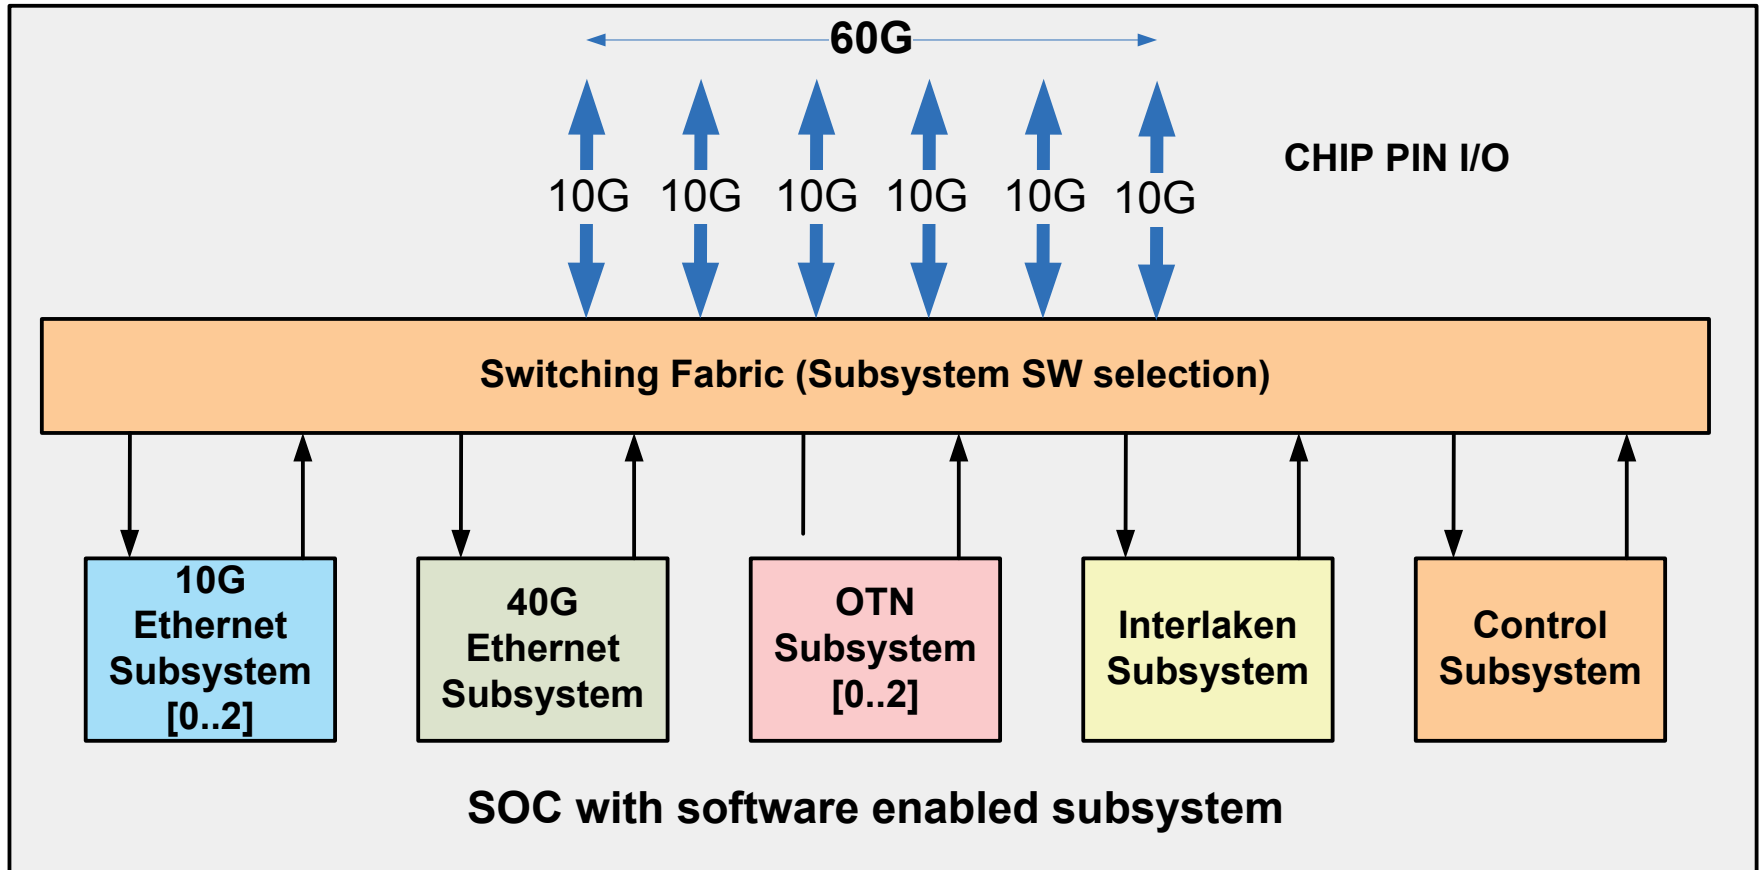 60G
CHIP PIN I/O
10G 10G 10G 10G 10G 10G
Switching Fabric (Subsystem SW selection)
10G
Ethernet
Subsystem
[0..2]
40G
Ethernet
Subsystem
OTN
Subsystem
[0..2]
Interlaken
Subsystem
Control
Subsystem
SOC with software enabled subsystem